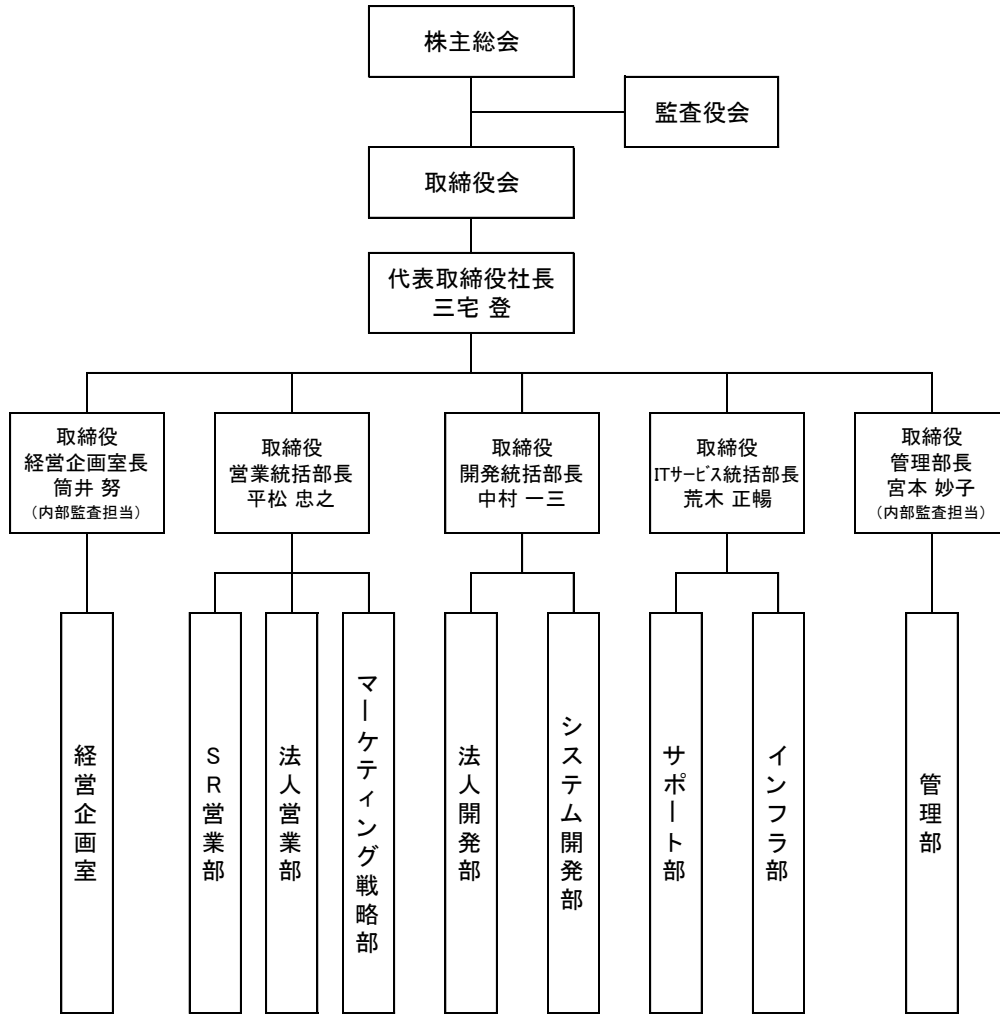 株主総会
監査役会
取締役会
代表取締役社長
三宅 登
取締役
経営企画室長
筒井 努
（内部監査担当）
取締役
営業統括部長
平松 忠之
取締役
開発統括部長
中村 一三
取締役
ITｻｰﾋﾞｽ統括部長
荒木 正暢
取締役
管理部長
宮本 妙子
（内部監査担当）
経営企画室
ＳＲ営業部
法人営業部
マーケティング戦略部
法人開発部
システム開発部
サポート部
インフラ部
管理部